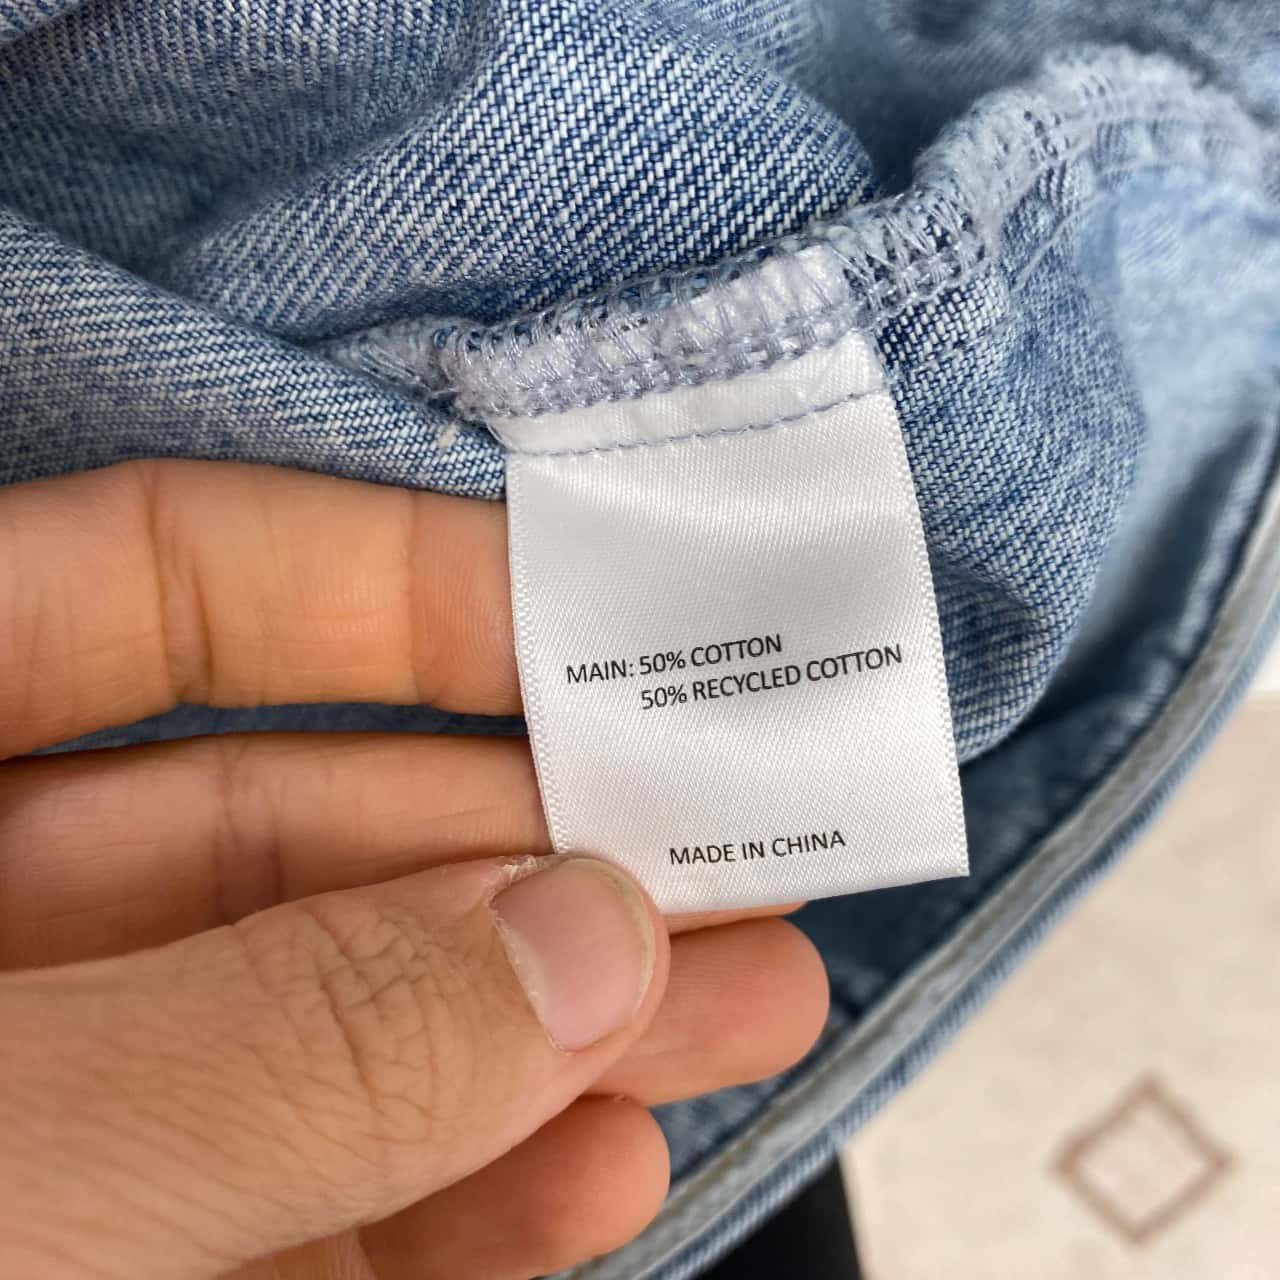 MAIN: 50% COTTON
50% RECYCLED COTTON
MADE IN CHINA